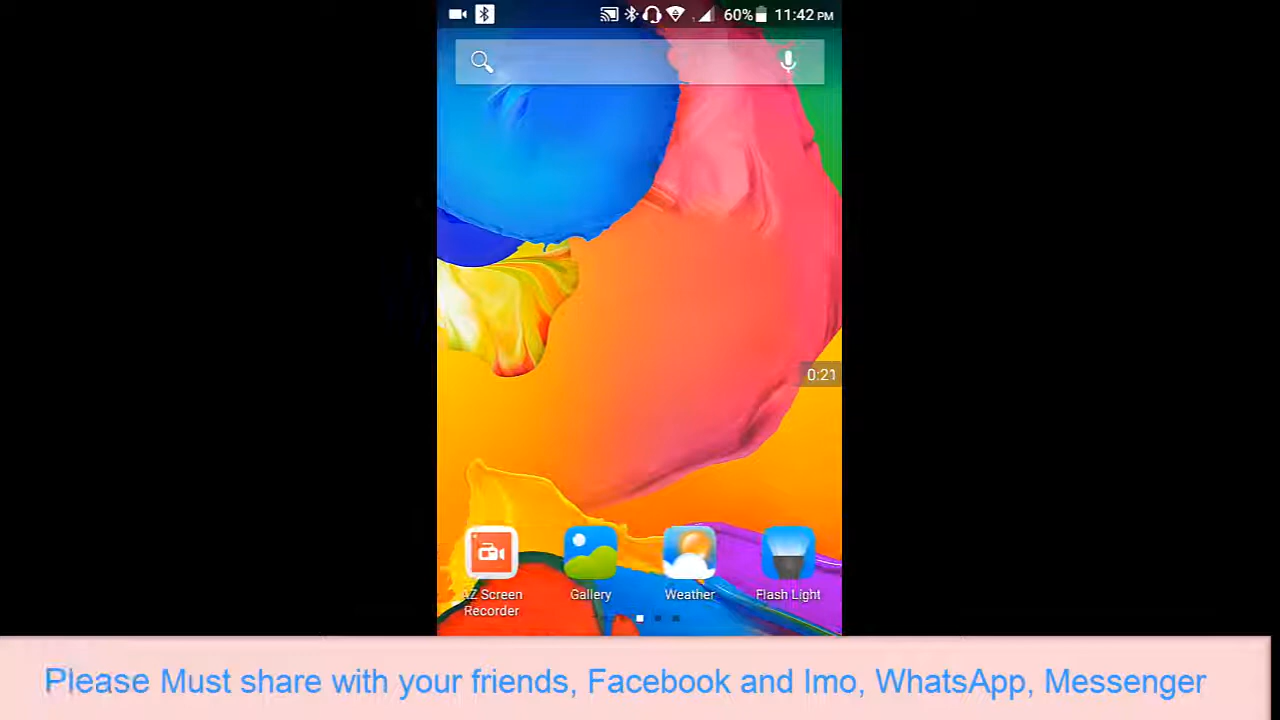 60% 11:42 PM
0:21
AZ Screen Recorder
Gallery
Weather
Flash Light
Please Must share with your friends, Facebook and Imo, WhatsApp, Messenger